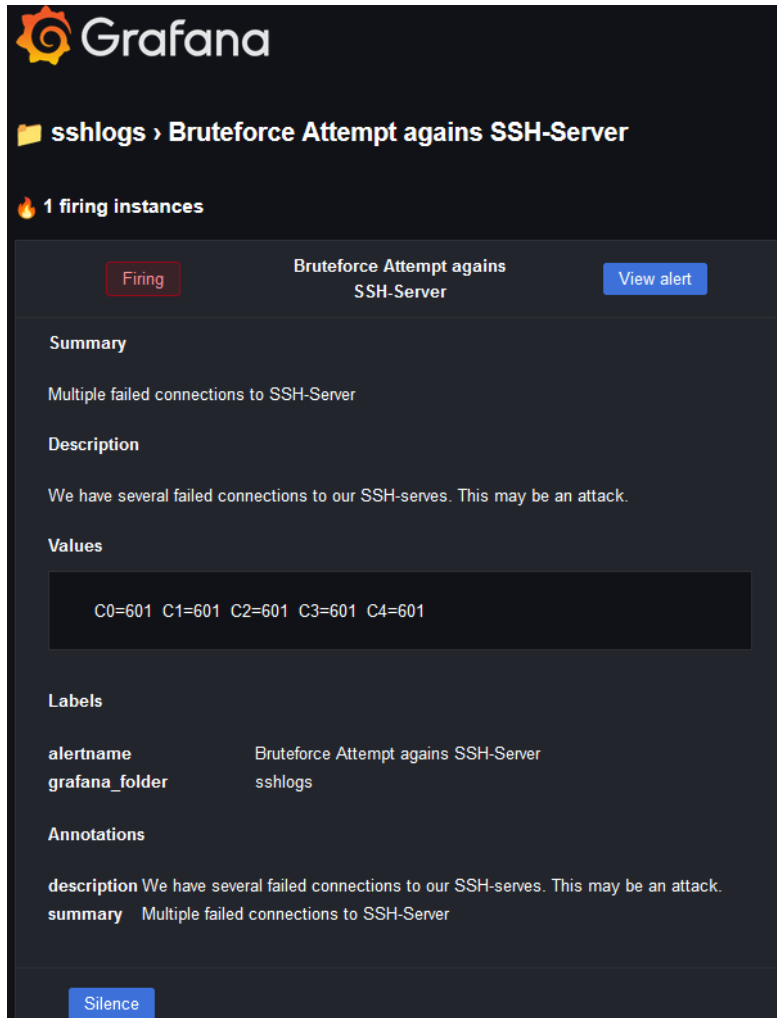 Grafana
sshlogs › Bruteforce Attempt agains SSH-Server
1 firing instances
Firing
Bruteforce Attempt agains
SSH-Server
View alert
Summary
Multiple failed connections to SSH-Server
Description
We have several failed connections to our SSH-serves. This may be an attack.
Values
C0=601 C1=601 C2=601 C3=601 C4=601
Labels
alertname Bruteforce Attempt agains SSH-Server
grafana_folder sshlogs
Annotations
description We have several failed connections to our SSH-serves. This may be an attack.
summary Multiple failed connections to SSH-Server
Silence